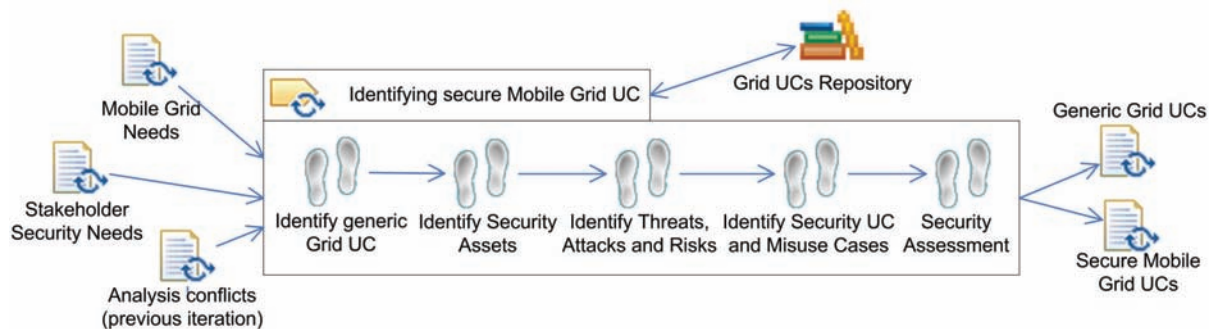 Mobile Grid
Needs
Stakeholder
Security Needs
Analysis conflicts
(previous iteration)
Identifying secure Mobile Grid UC
Grid UCs Repository
Identify generic
Grid UC
Identify Security
Assets
Identify Threats,
Attacks and Risks
Identify Security UC
and Misuse Cases
Security
Assessment
Generic Grid UCs
Secure Mobile
Grid UCs